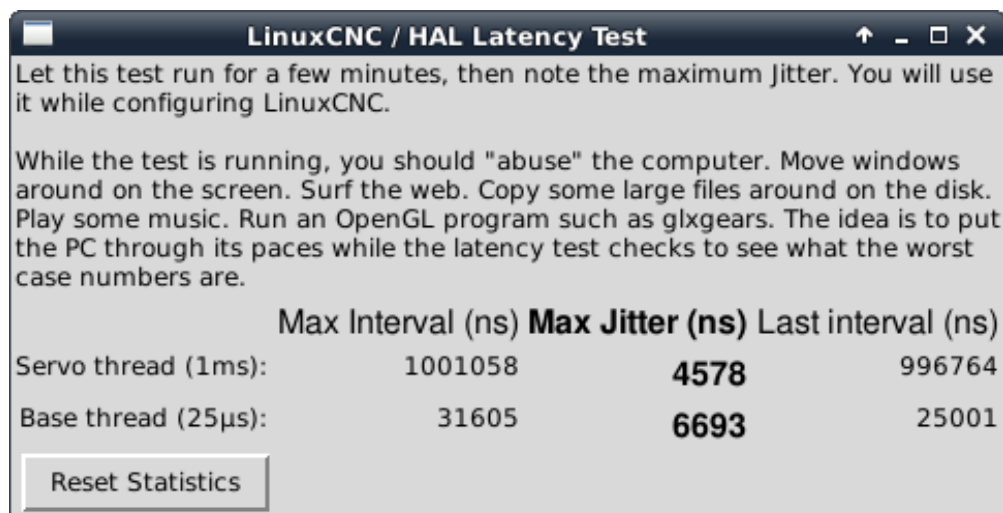 LinuxCNC / HAL Latency Test
Let this test run for a few minutes, then note the maximum Jitter. You will use
it while configuring LinuxCNC.
While the test is running, you should "abuse" the computer. Move windows
around on the screen. Surf the web. Copy some large files around on the disk.
Play some music. Run an OpenGL program such as glxgears. The idea is to put
the PC through its paces while the latency test checks to see what the worst
case numbers are.
Max Interval (ns) Max Jitter (ns) Last interval (ns)
Servo thread (1ms): 1001058 4578 996764
Base thread (25µs): 31605 6693 25001
Reset Statistics